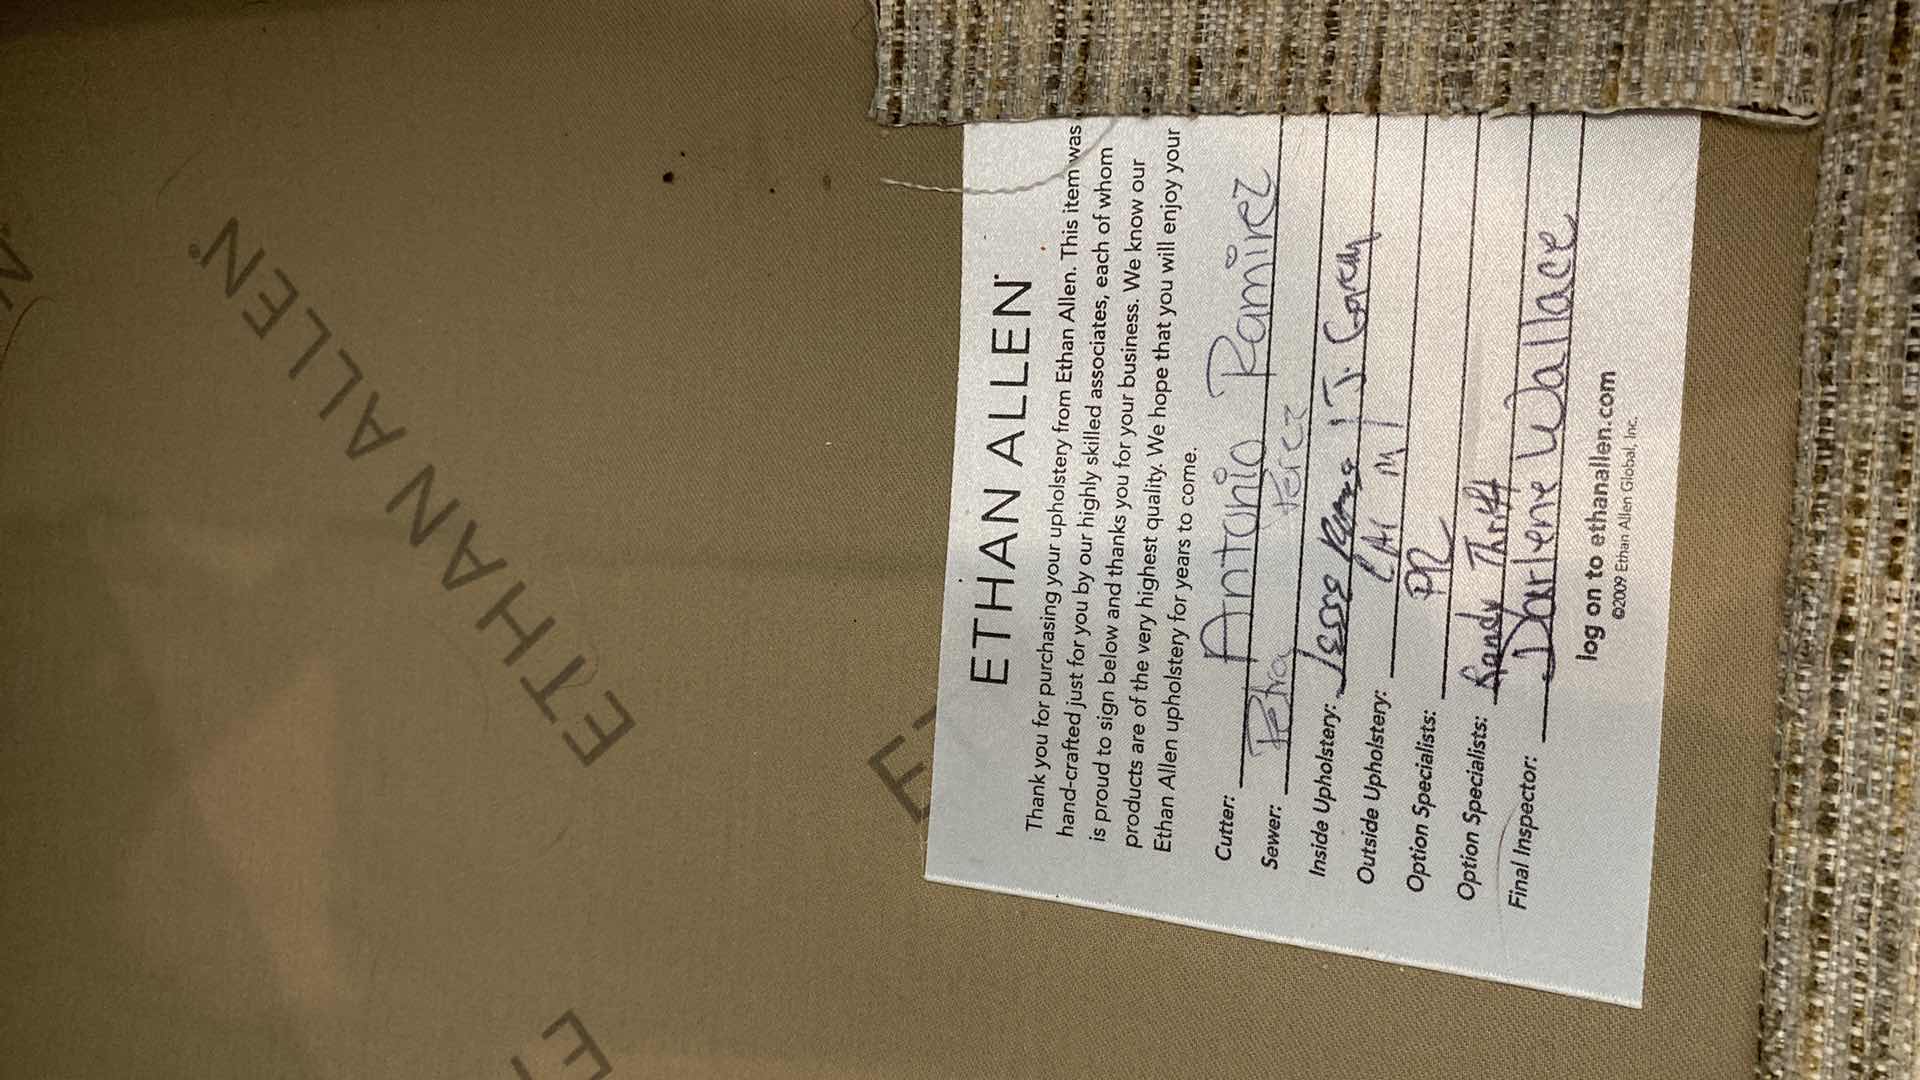 ETHAN ALLEN®
ETHAN ALLEN
Thank you for purchasing your upholstery from Ethan Allen. This item was
hand-crafted just for you by our highly skilled associates, each of whom
is proud to sign below and thanks you for your business. We know our
products are of the very highest quality. We hope that you will enjoy your
Ethan Allen upholstery for years to come.
Cutter: Antonio Ramirez
Sewer: Petra Perez
Inside Upholstery: Jesse
Outside Upholstery:
Option Specialists: PR
Option Specialists: Randy Thrift
Final Inspector: Darlene Wallace
log on to ethanallen.com
©2009 Ethan Allen Global, Inc.